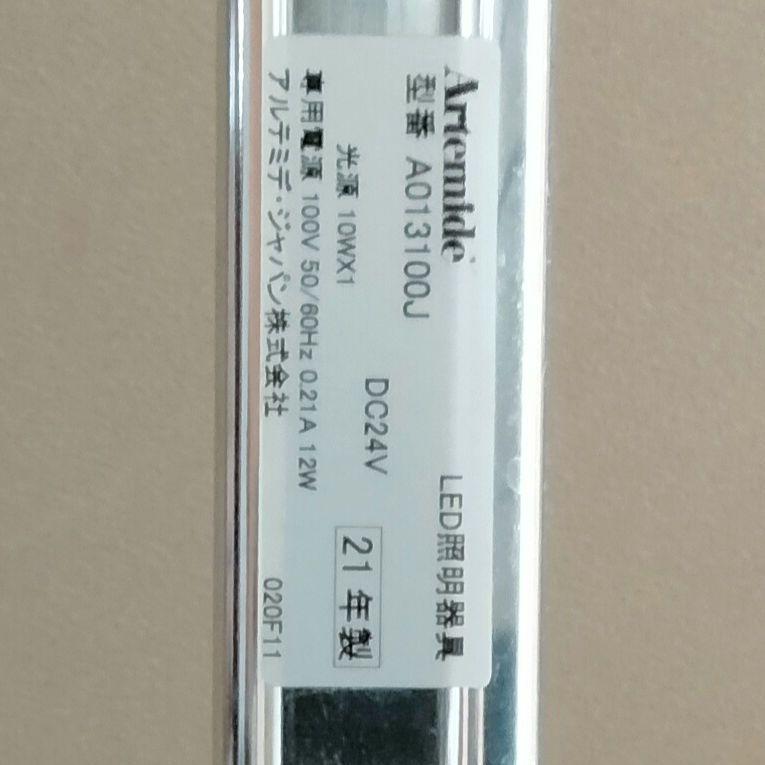 Artemide LED照明器具
型番 A013100J
DC24V
光源 10WX1 21年製
専用電源 100V 50/60Hz 0.21A 12W
アルテミデ・ジャパン株式会社 020F11